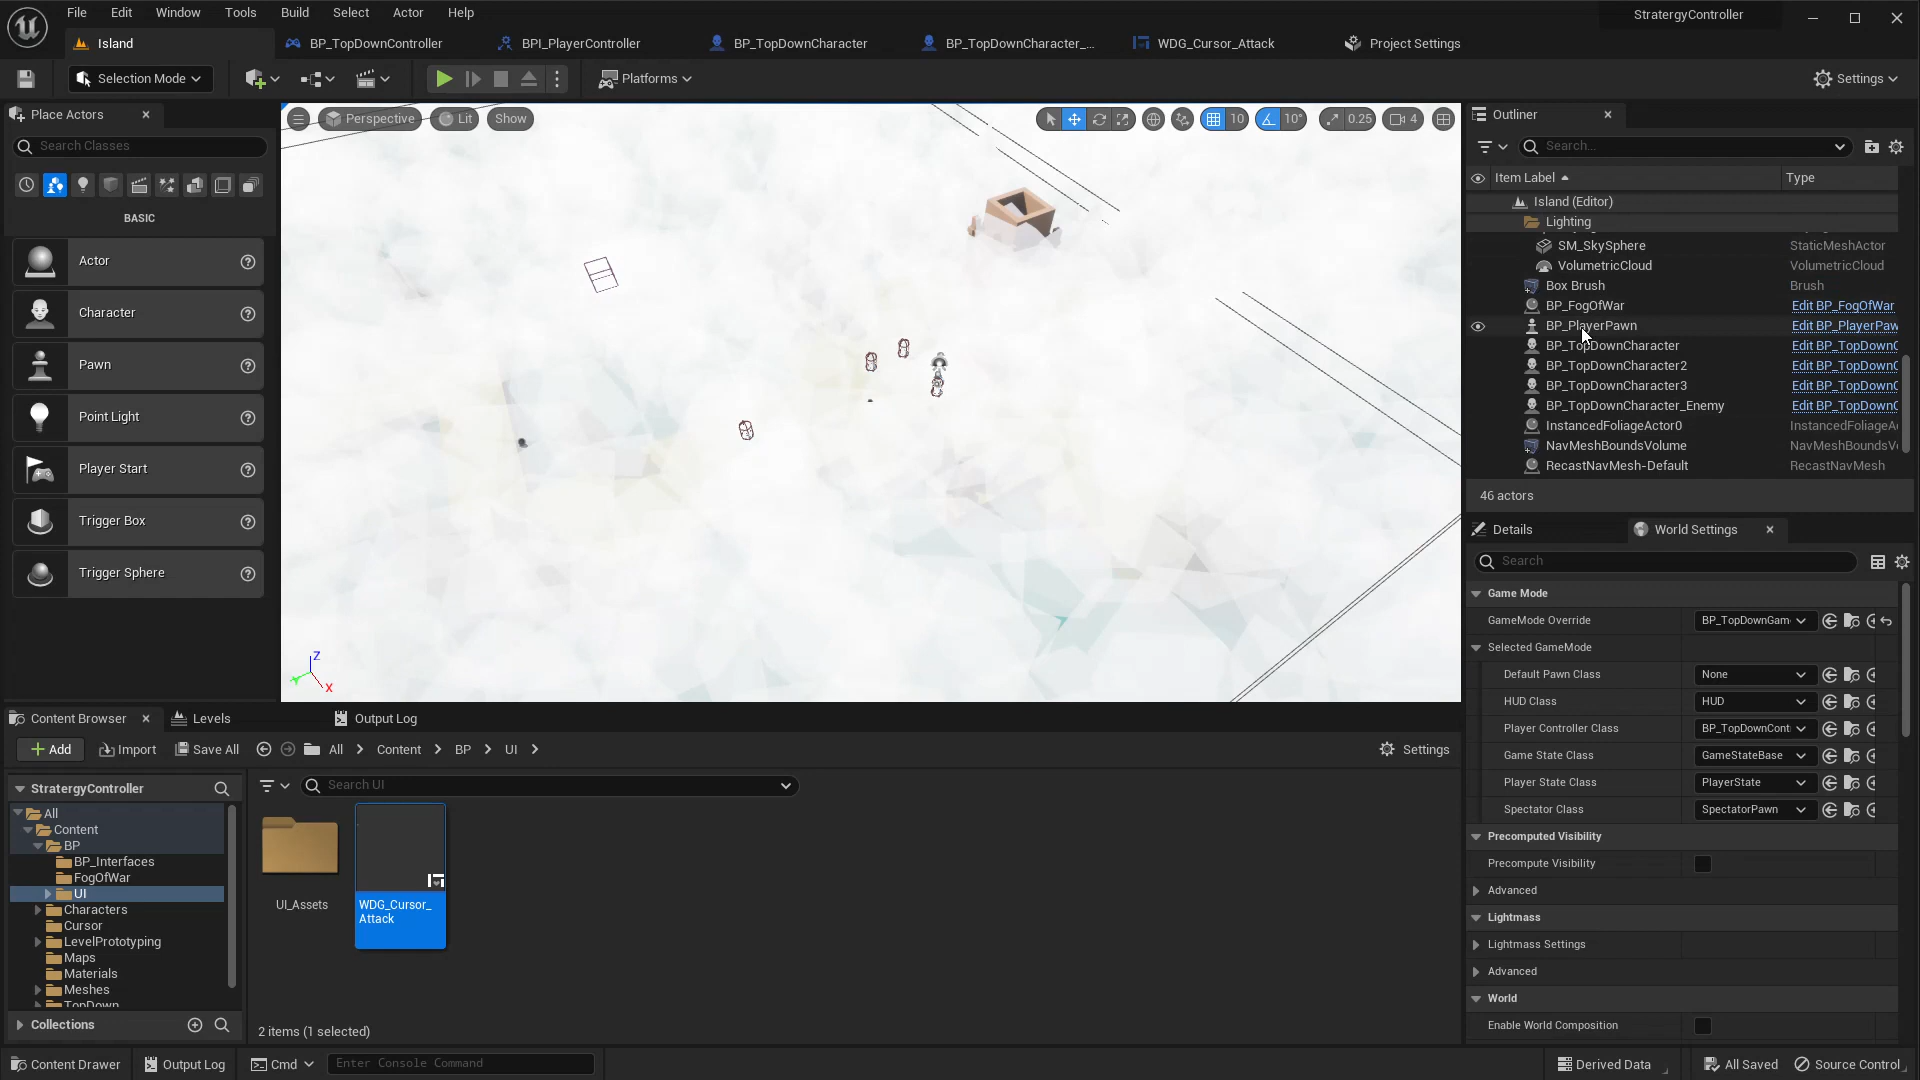 File Edit Window Tools Build Select Actor Help
StratergyController
Island
BP_TopDownController
BPI_PlayerController
BP_TopDownCharacter
BP_TopDownCharacter_...
WDG_Cursor_Attack
Project Settings
Selection Mode
Platforms
Settings
Place Actors
Search Classes
BASIC
Actor
Character
Pawn
Point Light
Player Start
Trigger Box
Trigger Sphere
Perspective
Lit
Show
10
10°
0.25
4
Z
X
Outliner
Search...
Item Label
Type
Island (Editor)
Lighting
SM_SkySphere StaticMeshActor
VolumetricCloud VolumetricCloud
Box Brush Brush
BP_FogOfWar Edit BP_FogOfWar
BP_PlayerPawn Edit BP_PlayerPaw
BP_TopDownCharacter Edit BP_TopDownC
BP_TopDownCharacter2 Edit BP_TopDownC
BP_TopDownCharacter3 Edit BP_TopDownC
BP_TopDownCharacter_Enemy Edit BP_TopDownC
InstancedFoliageActor0 InstancedFoliageA
NavMeshBoundsVolume NavMeshBoundsV
RecastNavMesh-Default RecastNavMesh
46 actors
Details
World Settings
Search
Game Mode
GameMode Override BP_TopDownGam
Selected GameMode
Default Pawn Class None
HUD Class HUD
Player Controller Class BP_TopDownCont
Game State Class GameStateBase
Player State Class PlayerState
Spectator Class SpectatorPawn
Precomputed Visibility
Precompute Visibility
Advanced
Lightmass
Lightmass Settings
Advanced
World
Enable World Composition
Content Browser
Levels
Output Log
Add
Import
Save All
All
Content
BP
UI
Settings
StratergyController
Search UI
All
Content
BP
BP_Interfaces
FogOfWar
UI
Characters
Cursor
LevelPrototyping
Maps
Materials
Meshes
TopDown
Collections
UI_Assets
WDG_Cursor_
Attack
2 items (1 selected)
Content Drawer
Output Log
Cmd
Enter Console Command
Derived Data
All Saved
Source Control